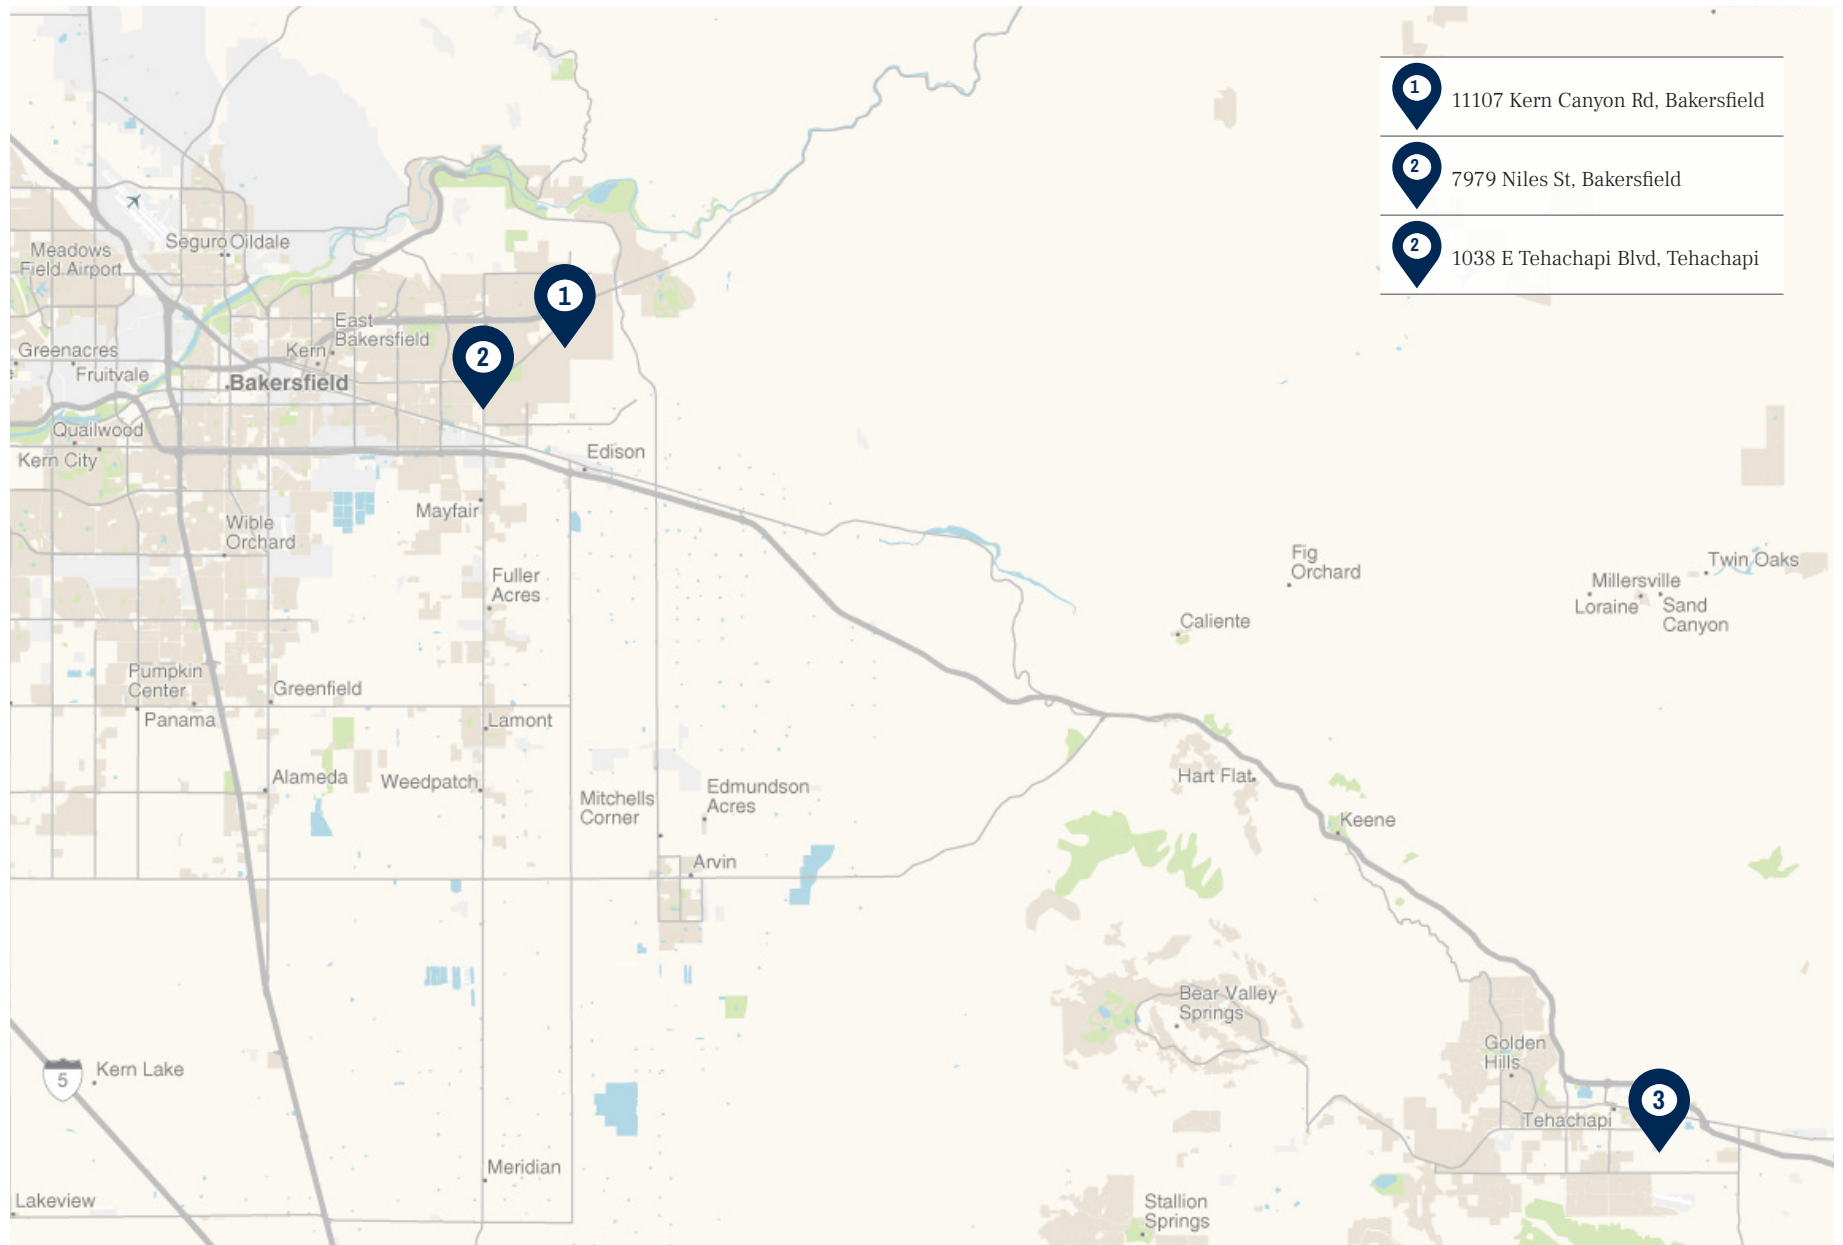 1
11107 Kern Canyon Rd, Bakersfield
2
7979 Niles St, Bakersfield
2
1038 E Tehachapi Blvd, Tehachapi
Meadows
Field Airport
Seguro
Oildale
1
East
Bakersfield
Kern
2
Greenacres
Fruitvale
Bakersfield
Quailwood
Kern City
Edison
Mayfair
Wible
Orchard
Fuller
Acres
Fig
Orchard
Twin Oaks
Millersville
Loraine
Sand
Canyon
Caliente
Pumpkin
Center
Greenfield
Panama
Lamont
Alameda
Weedpatch
Hart Flat
Mitchells
Corner
Edmundson
Acres
Keene
Arvin
Bear Valley
Springs
Golden
Hills
5
Kern Lake
3
Tehachapi
Meridian
Lakeview
Stallion
Springs